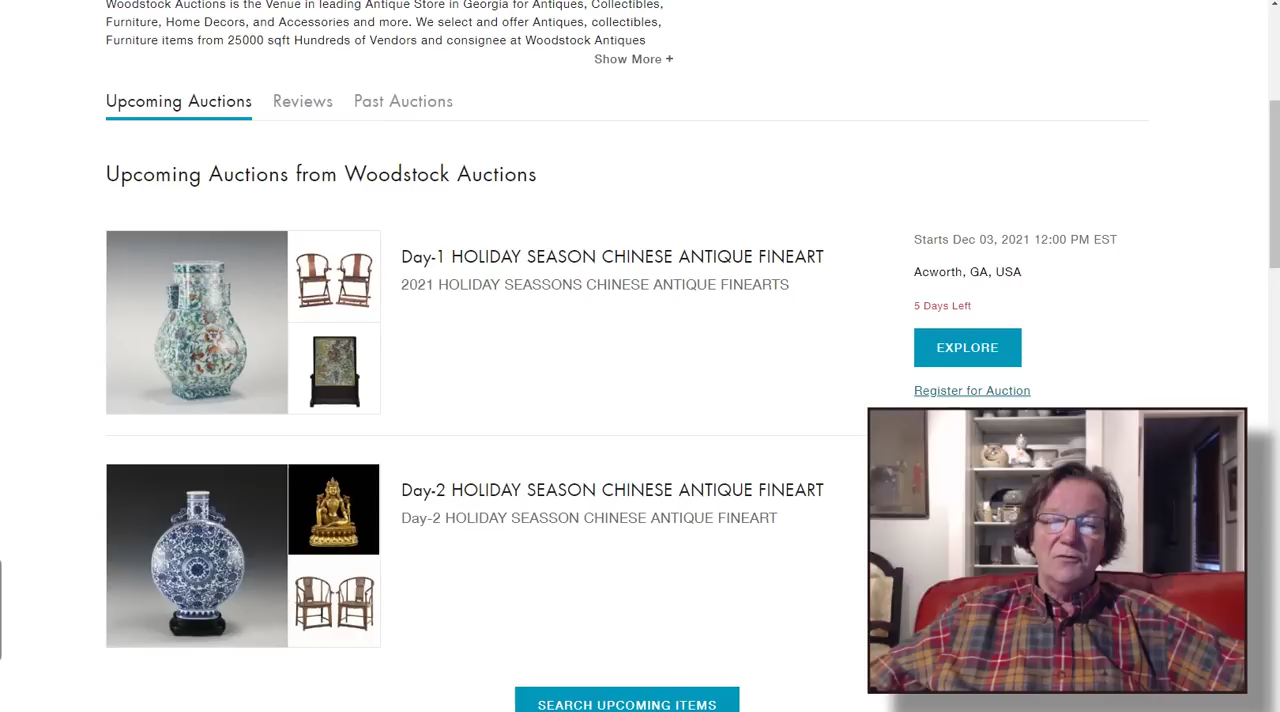 Woodstock Auctions is the Venue in leading Antique Store in Georgia for Antiques, Collectibles,
Furniture, Home Decors, and Accessories and more. We select and offer Antiques, collectibles,
Furniture items from 25000 sqft Hundreds of Vendors and consignee at Woodstock Antiques
Show More +
Upcoming Auctions Reviews Past Auctions
Upcoming Auctions from Woodstock Auctions
Day-1 HOLIDAY SEASON CHINESE ANTIQUE FINEART
2021 HOLIDAY SEASSONS CHINESE ANTIQUE FINEARTS
Starts Dec 03, 2021 12:00 PM EST
Acworth, GA, USA
5 Days Left
EXPLORE
Register for Auction
Day-2 HOLIDAY SEASON CHINESE ANTIQUE FINEART
Day-2 HOLIDAY SEASSON CHINESE ANTIQUE FINEART
SEARCH UPCOMING ITEMS